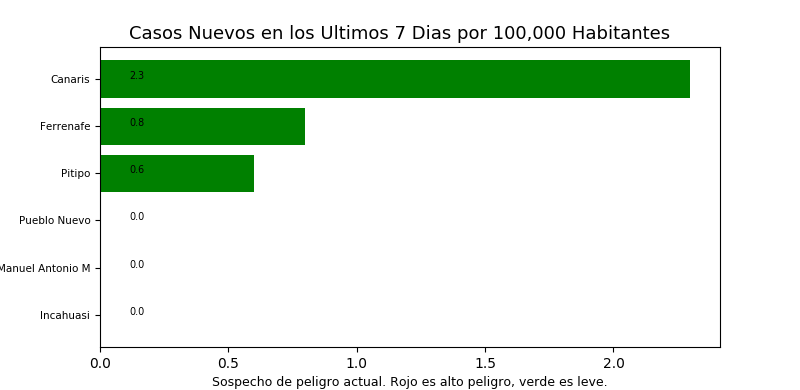 Casos Nuevos en los Ultimos 7 Dias por 100,000 Habitantes
Canaris 2.3
Ferrenafe 0.8
Pitipo 0.6
Pueblo Nuevo 0.0
Manuel Antonio M 0.0
Incahuasi 0.0
0.0 0.5 1.0 1.5 2.0
Sospecho de peligro actual. Rojo es alto peligro, verde es leve.